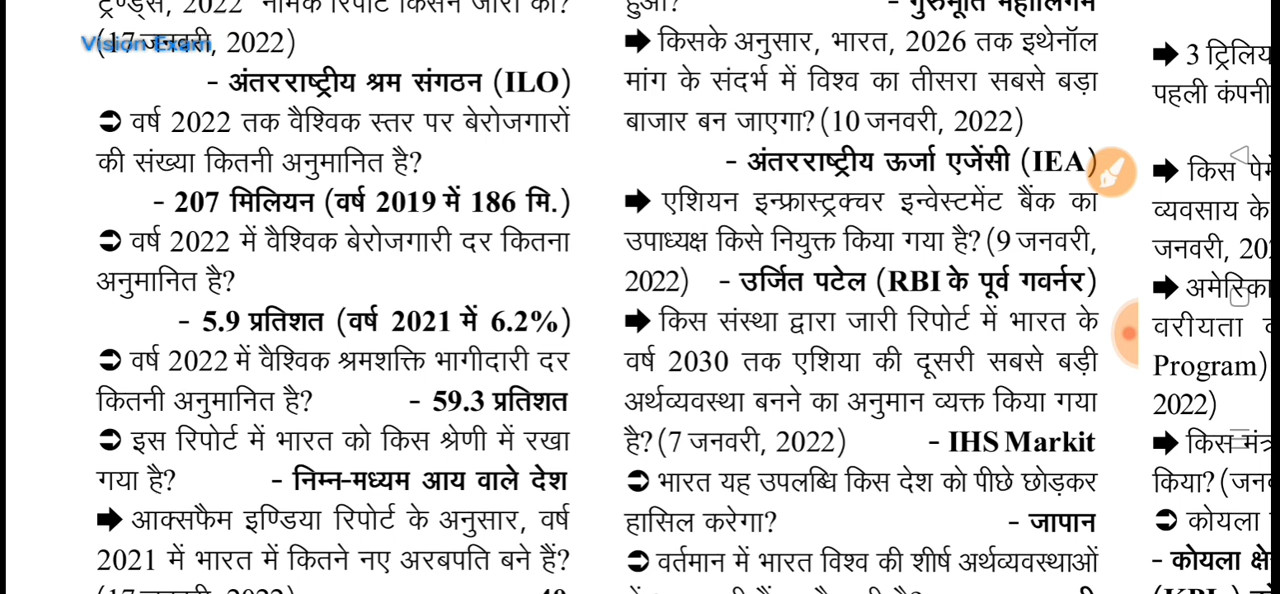 ट्रेण्ड्स, 2022 नामक रिपोर्ट किसने जारी की?
(17 जनवरी, 2022)
Vision Exam
- अंतरराष्ट्रीय श्रम संगठन (ILO)
➲ वर्ष 2022 तक वैश्विक स्तर पर बेरोजगारों
की संख्या कितनी अनुमानित है?
- 207 मिलियन (वर्ष 2019 में 186 मि.)
➲ वर्ष 2022 में वैश्विक बेरोजगारी दर कितना
अनुमानित है?
- 5.9 प्रतिशत (वर्ष 2021 में 6.2%)
➲ वर्ष 2022 में वैश्विक श्रमशक्ति भागीदारी दर
कितनी अनुमानित है? - 59.3 प्रतिशत
➲ इस रिपोर्ट में भारत को किस श्रेणी में रखा
गया है? - निम्न-मध्यम आय वाले देश
➡ आक्सफैम इण्डिया रिपोर्ट के अनुसार, वर्ष
2021 में भारत में कितने नए अरबपति बने हैं?
हुआ? - गुरुमूर्ति महालिंगम
➡ किसके अनुसार, भारत, 2026 तक इथेनॉल
मांग के संदर्भ में विश्व का तीसरा सबसे बड़ा
बाजार बन जाएगा? (10 जनवरी, 2022)
- अंतरराष्ट्रीय ऊर्जा एजेंसी (IEA)
➡ एशियन इन्फ्रास्ट्रक्चर इन्वेस्टमेंट बैंक का
उपाध्यक्ष किसे नियुक्त किया गया है? (9 जनवरी,
2022) - उर्जित पटेल (RBI के पूर्व गवर्नर)
➡ किस संस्था द्वारा जारी रिपोर्ट में भारत के
वर्ष 2030 तक एशिया की दूसरी सबसे बड़ी
अर्थव्यवस्था बनने का अनुमान व्यक्त किया गया
है? (7 जनवरी, 2022) - IHS Markit
➲ भारत यह उपलब्धि किस देश को पीछे छोड़कर
हासिल करेगा? - जापान
➲ वर्तमान में भारत विश्व की शीर्ष अर्थव्यवस्थाओं
➡ 3 ट्रिलिय
पहली कंपनी
➡ किस पेमे
व्यवसाय के
जनवरी, 20
➡ अमेरिका
वरीयता
Program)
2022)
➡ किस मंत्र
किया? (जन
➲ कोयला
- कोयला क्षे